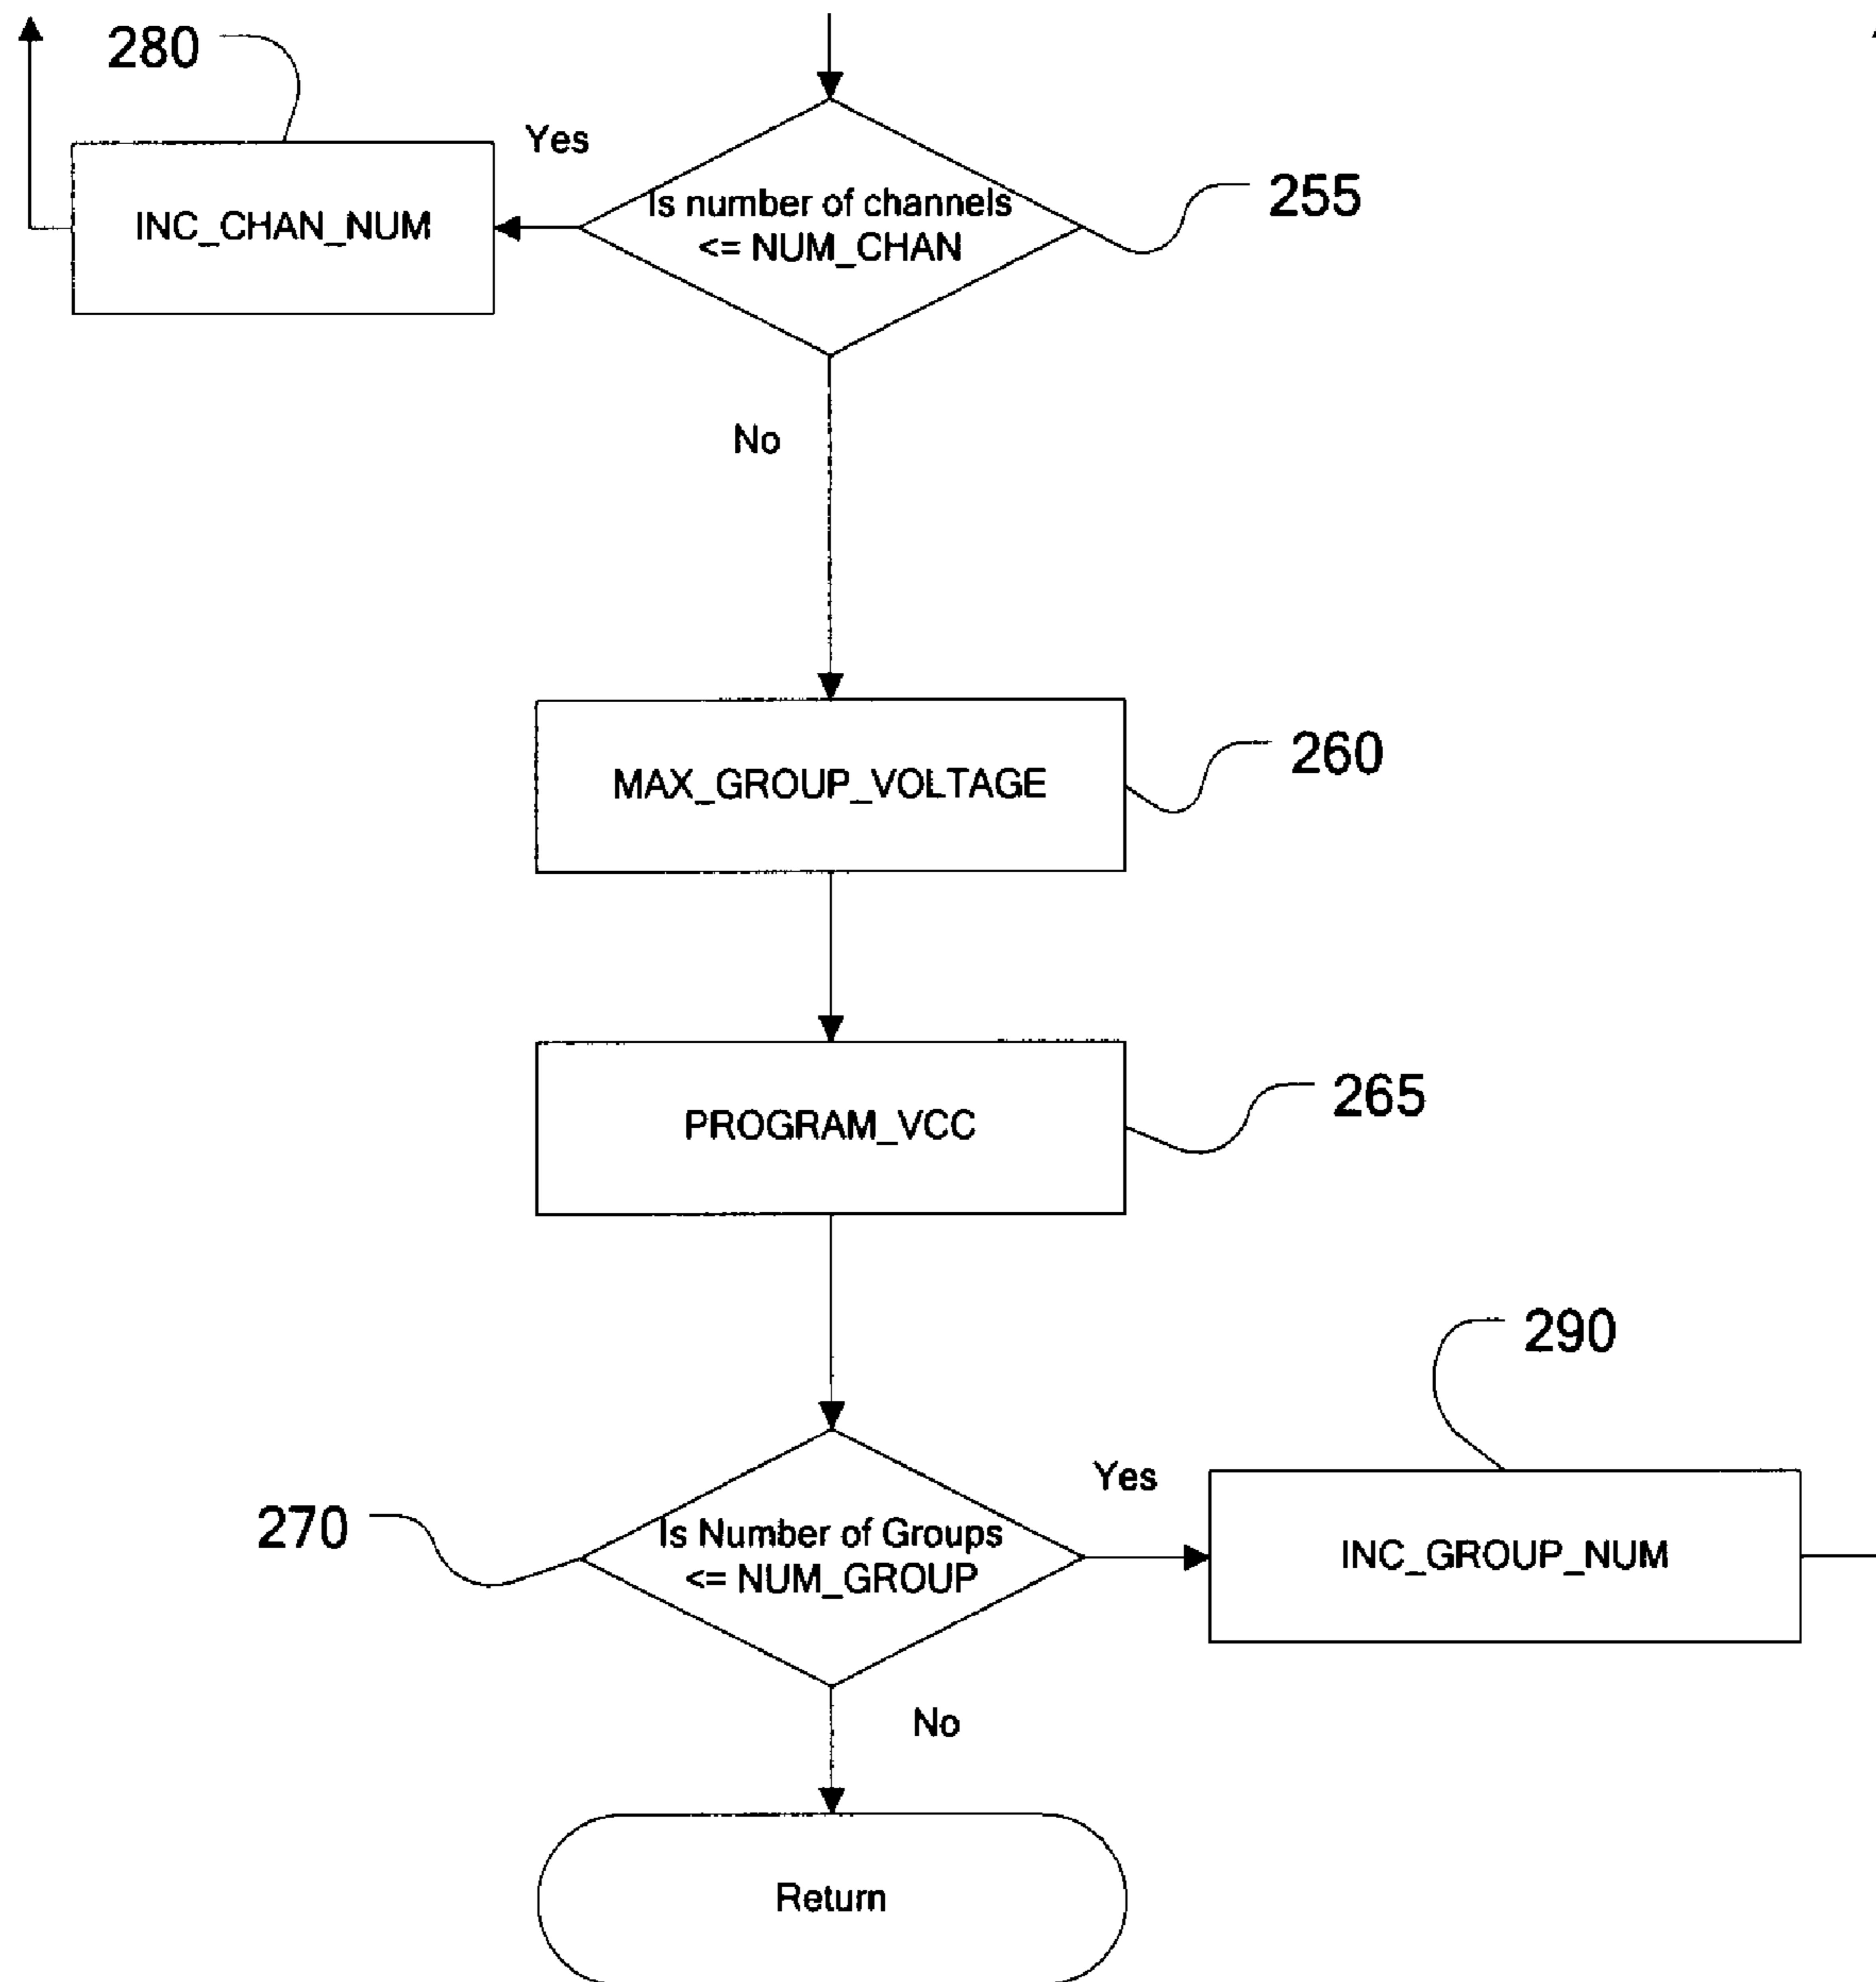 280
Yes
255
Is number of channels
<= NUM_CHAN
INC_CHAN_NUM
No
MAX_GROUP_VOLTAGE
260
PROGRAM_VCC
265
290
270
Yes
Is Number of Groups
<= NUM_GROUP
INC_GROUP_NUM
No
Return